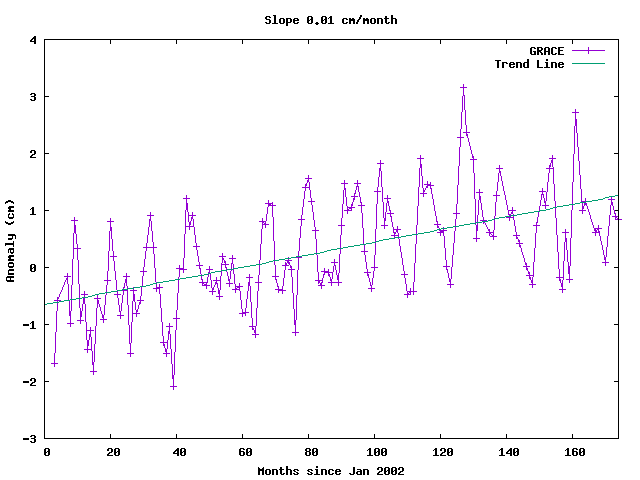 Slope 0.01 cm/month
GRACE
Trend Line
Anomaly (cm)
4
3
2
1
0
-1
-2
-3
0 20 40 60 80 100 120 140 160
Months since Jan 2002